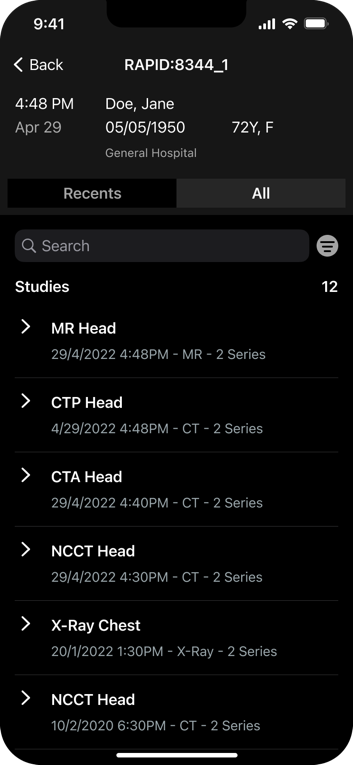 9:41
Back RAPID:8344_1
4:48 PM Doe, Jane
Apr 29 05/05/1950 72Y, F
General Hospital
Recents All
Search
Studies 12
MR Head
29/4/2022 4:48PM - MR - 2 Series
CTP Head
4/29/2022 4:48PM - CT - 2 Series
CTA Head
29/4/2022 4:40PM - CT - 2 Series
NCCT Head
29/4/2022 4:30PM - CT - 2 Series
X-Ray Chest
20/1/2022 1:30PM - X-Ray - 2 Series
NCCT Head
10/2/2020 6:30PM - CT - 2 Series